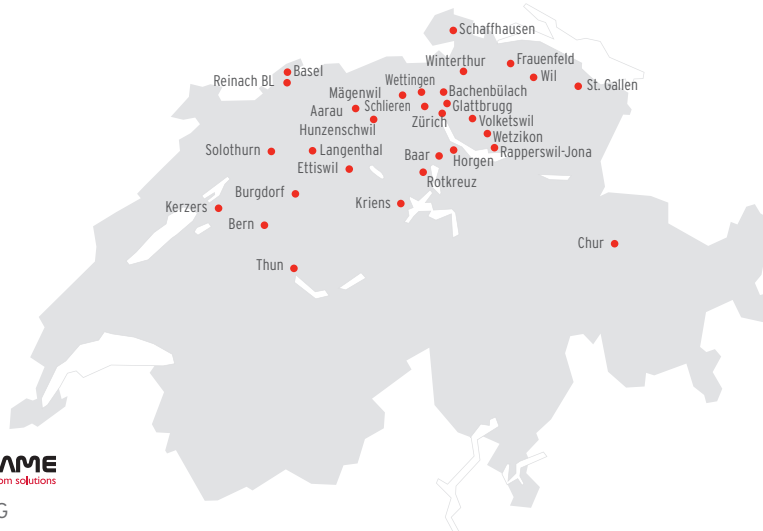 Schaffhausen
Winterthur
Frauenfeld
Basel
Wil
Reinach BL
Wettingen
St. Gallen
Mägenwil
Bachenbülach
Aarau
Schlieren
Glattbrugg
Hunzenschwil
Zürich
Volketswil
Wetzikon
Solothurn
Langenthal
Baar
Horgen
Rapperswil-Jona
Ettiswil
Rotkreuz
Burgdorf
Kerzers
Kriens
Bern
Chur
Thun
solutions